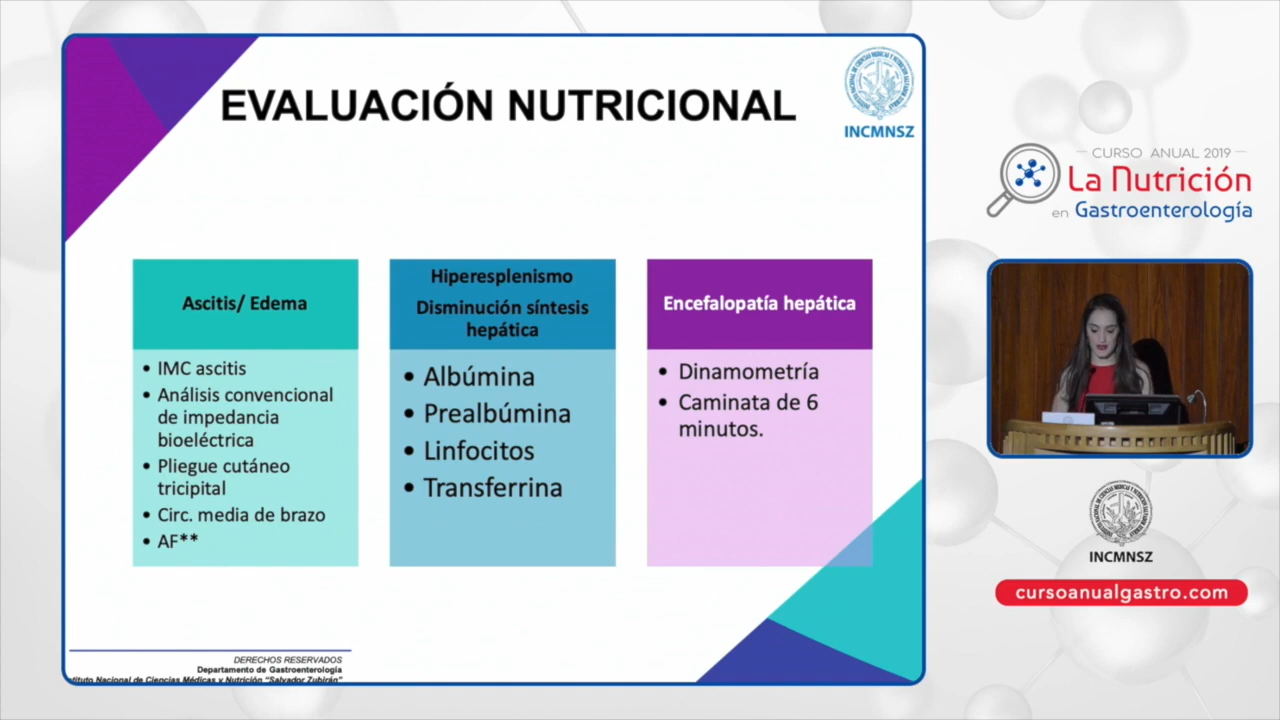 EVALUACIÓN NUTRICIONAL
INCMNSZ
Ascitis/ Edema
• IMC ascitis
• Análisis convencional
de impedancia
bioeléctrica
• Pliegue cutáneo
tricipital
• Circ. media de brazo
• AF**
Hiperesplenismo
Disminución síntesis
hepática
• Albúmina
• Prealbúmina
• Linfocitos
• Transferrina
Encefalopatía hepática
• Dinamometría
• Caminata de 6
minutos.
DERECHOS RESERVADOS
Departamento de Gastroenterología
tituto Nacional de Ciencias Médicas y Nutrición “Salvador Zubirán”
CURSO ANUAL 2019
La Nutrición
en Gastroenterología
INCMNSZ
cursoanualgastro.com